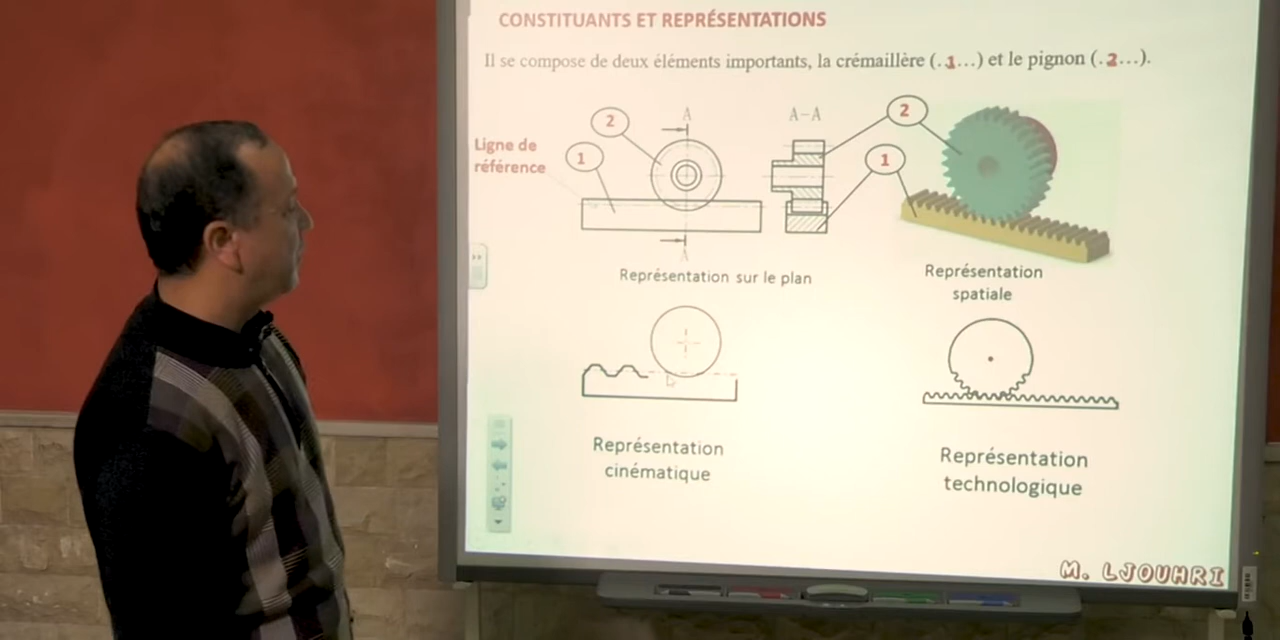 CONSTITUANTS ET REPRÉSENTATIONS
Il se compose de deux éléments importants, la crémaillère (.1...) et le pignon (.2...).
A
A-A
2
2
Ligne de
référence
1
1
A
Représentation sur le plan
Représentation
spatiale
Représentation
cinématique
Représentation
technologique
M. LJOUHRI